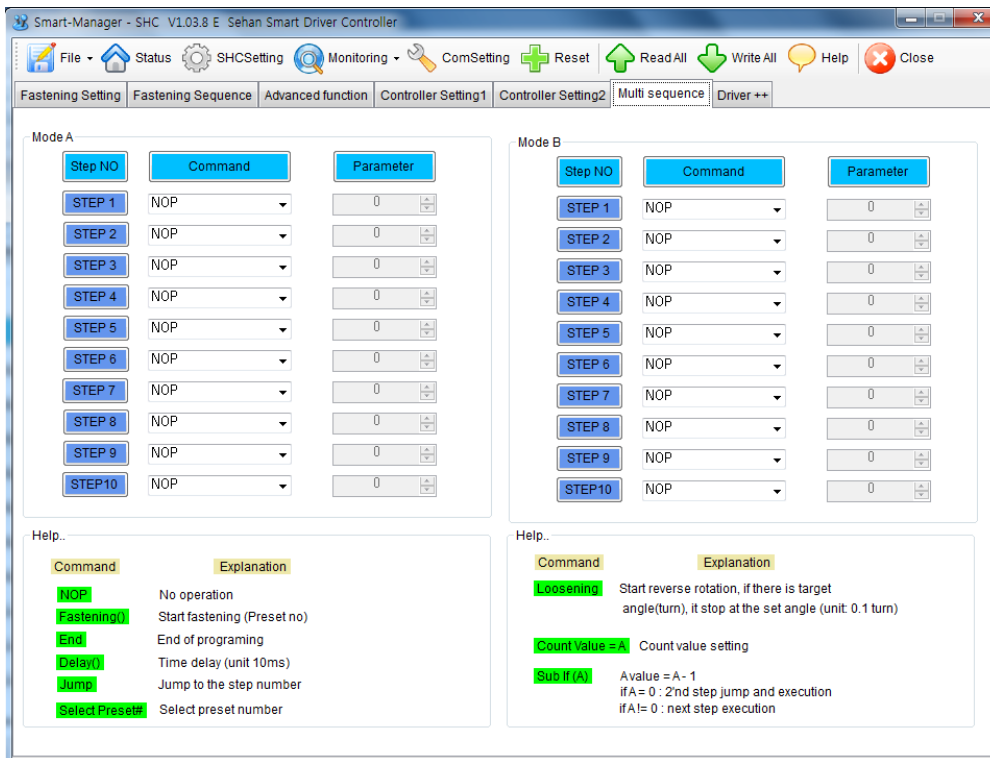 Smart-Manager - SHC V1.03.8 E Sehan Smart Driver Controller
File Status SHCSetting Monitoring ComSetting Reset Read All Write All Help Close
Fastening Setting Fastening Sequence Advanced function Controller Setting1 Controller Setting2 Multi sequence Driver ++
Mode A
Step NO Command Parameter
STEP 1 NOP 0
STEP 2 NOP 0
STEP 3 NOP 0
STEP 4 NOP 0
STEP 5 NOP 0
STEP 6 NOP 0
STEP 7 NOP 0
STEP 8 NOP 0
STEP 9 NOP 0
STEP10 NOP 0
Mode B
Step NO Command Parameter
STEP 1 NOP 0
STEP 2 NOP 0
STEP 3 NOP 0
STEP 4 NOP 0
STEP 5 NOP 0
STEP 6 NOP 0
STEP 7 NOP 0
STEP 8 NOP 0
STEP 9 NOP 0
STEP10 NOP 0
Help..
Command Explanation
NOP No operation
Fastening() Start fastening (Preset no)
End End of programing
Delay() Time delay (unit 10ms)
Jump Jump to the step number
Select Preset# Select preset number
Help..
Command Explanation
Loosening Start reverse rotation, if there is target
angle(turn), it stop at the set angle (unit: 0.1 turn)
Count Value = A Count value setting
Sub If (A) A value = A - 1
if A = 0 : 2'nd step jump and execution
if A != 0 : next step execution